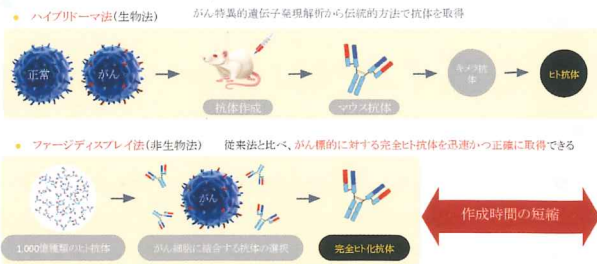 ● ハイブリドーマ法(生物法) がん特異的遺伝子発現解析から伝統的方法で抗体を取得
正常
がん
抗体作成
マウス抗体
キメラ抗体
ヒト抗体
● ファージディスプレイ法(非生物法) 従来法と比べ、がん標的に対する完全ヒト抗体を迅速かつ正確に取得できる
がん
1,000億種類のヒト抗体
がん細胞に結合する抗体の選択
完全ヒト化抗体
作成時間の短縮